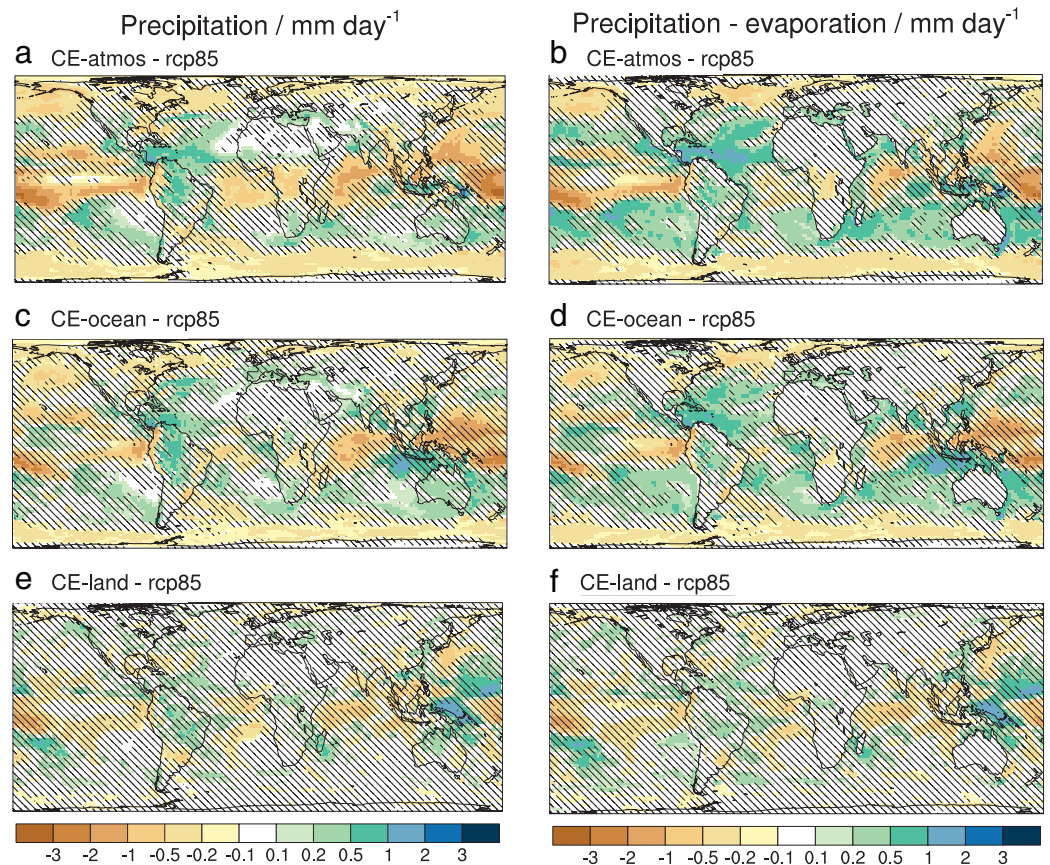 Precipitation / mm day-1
Precipitation - evaporation / mm day-1
a CE-atmos - rcp85
b CE-atmos - rcp85
c CE-ocean - rcp85
d CE-ocean - rcp85
e CE-land - rcp85
f CE-land - rcp85
-3 -2 -1 -0.5 -0.2 -0.1 0.1 0.2 0.5 1 2 3
-3 -2 -1 -0.5 -0.2 -0.1 0.1 0.2 0.5 1 2 3